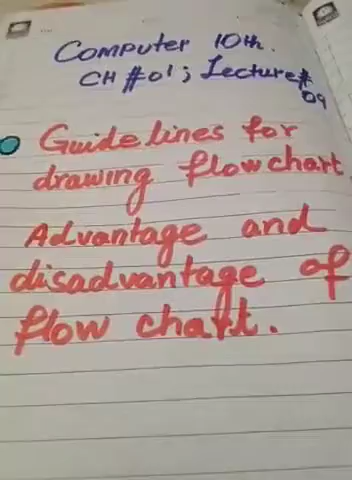 Computer 10th.
CH #01; Lecture#
09
Guidelines for
drawing flowchart
Advantage and
disadvantage of
flow chart.